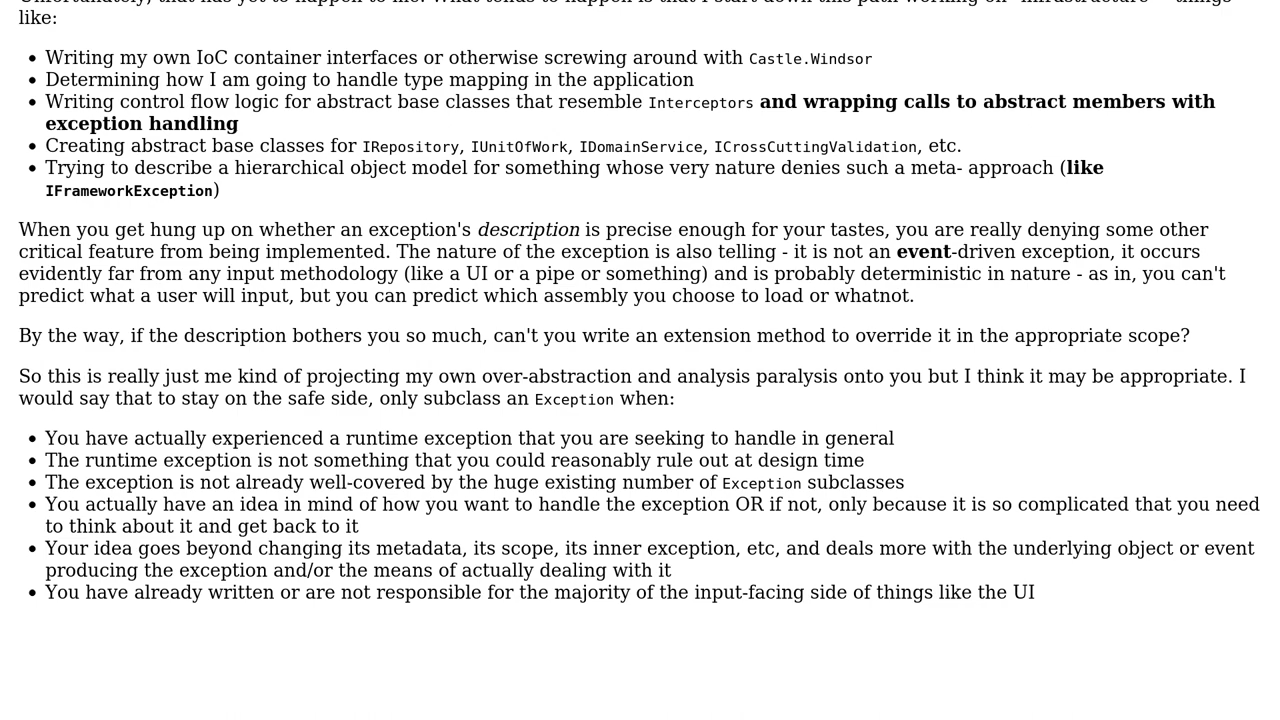 like:
Writing my own IoC container interfaces or otherwise screwing around with Castle.Windsor
Determining how I am going to handle type mapping in the application
Writing control flow logic for abstract base classes that resemble Interceptors and wrapping calls to abstract members with
exception handling
Creating abstract base classes for IRepository, IUnitOfWork, IDomainService, ICrossCuttingValidation, etc.
Trying to describe a hierarchical object model for something whose very nature denies such a meta- approach (like
IFrameworkException)
When you get hung up on whether an exception's description is precise enough for your tastes, you are really denying some other
critical feature from being implemented. The nature of the exception is also telling - it is not an event-driven exception, it occurs
evidently far from any input methodology (like a UI or a pipe or something) and is probably deterministic in nature - as in, you can't
predict what a user will input, but you can predict which assembly you choose to load or whatnot.
By the way, if the description bothers you so much, can't you write an extension method to override it in the appropriate scope?
So this is really just me kind of projecting my own over-abstraction and analysis paralysis onto you but I think it may be appropriate. I
would say that to stay on the safe side, only subclass an Exception when:
You have actually experienced a runtime exception that you are seeking to handle in general
The runtime exception is not something that you could reasonably rule out at design time
The exception is not already well-covered by the huge existing number of Exception subclasses
You actually have an idea in mind of how you want to handle the exception OR if not, only because it is so complicated that you need
to think about it and get back to it
Your idea goes beyond changing its metadata, its scope, its inner exception, etc, and deals more with the underlying object or event
producing the exception and/or the means of actually dealing with it
You have already written or are not responsible for the majority of the input-facing side of things like the UI